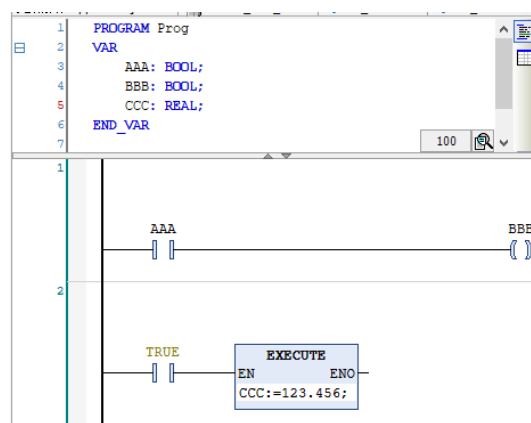 1 PROGRAM Prog
2 VAR
3 AAA: BOOL;
4 BBB: BOOL;
5 CCC: REAL;
6 END_VAR
7
100
1
AAA BBB
2
TRUE
EXECUTE
EN ENO
CCC:=123.456;